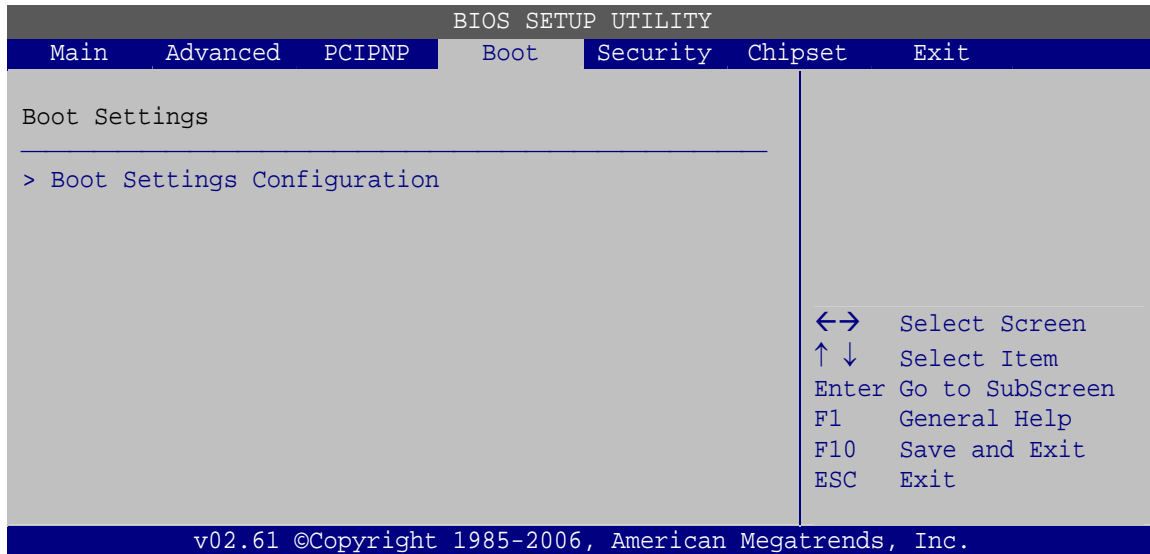 BIOS SETUP UTILITY
Main Advanced PCIPNP Boot Security Chipset Exit
Boot Settings
> Boot Settings Configuration
←→ Select Screen
↑ ↓ Select Item
Enter Go to SubScreen
F1 General Help
F10 Save and Exit
ESC Exit
v02.61 ©Copyright 1985-2006, American Megatrends, Inc.